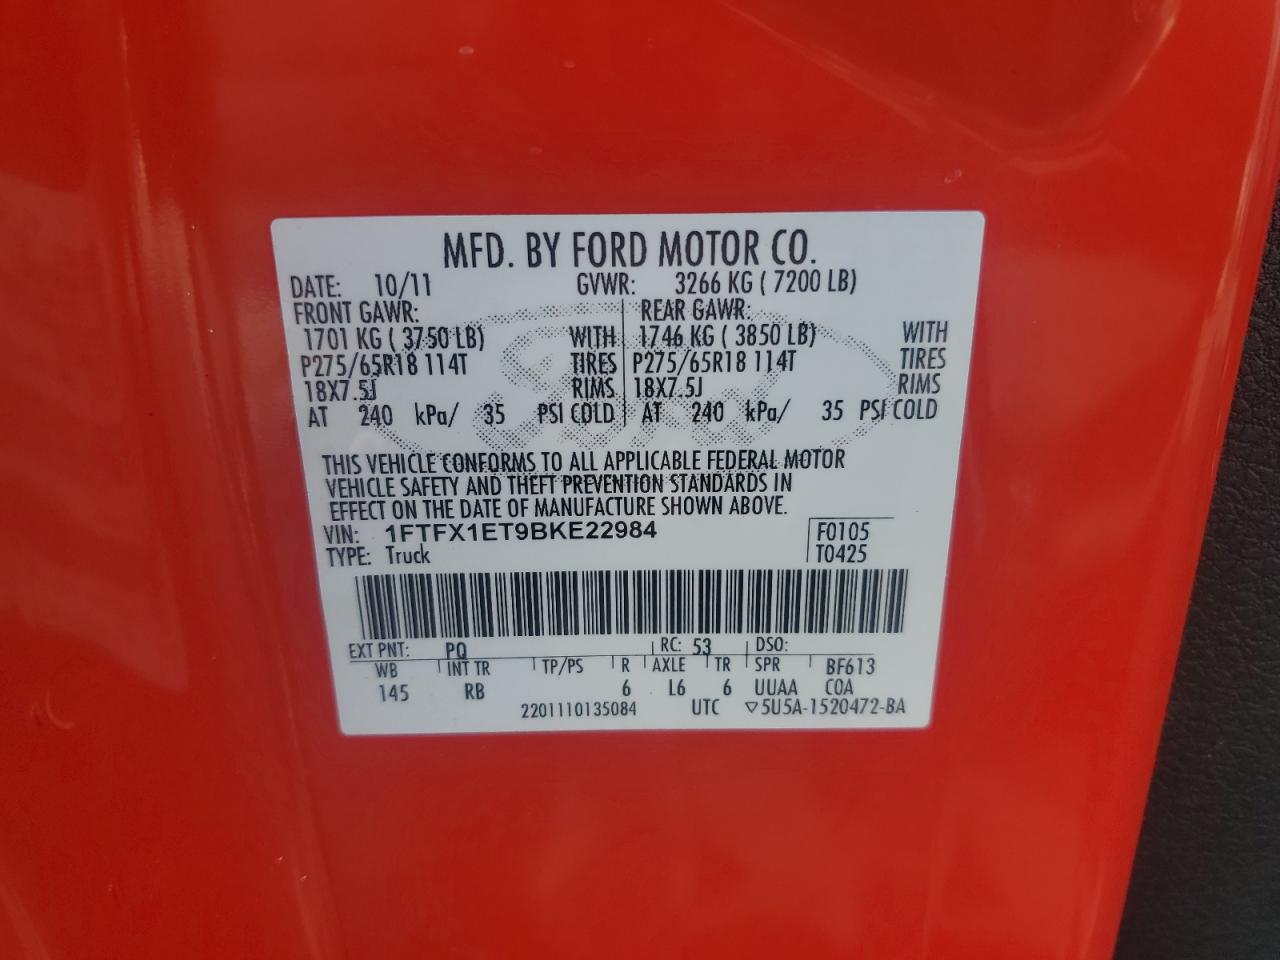 MFD. BY FORD MOTOR CO.
DATE: 10/11 GVWR: 3266 KG ( 7200 LB)
FRONT GAWR: REAR GAWR:
1701 KG ( 3750 LB) WITH 1746 KG ( 3850 LB) WITH
P275/65R18 114T TIRES P275/65R18 114T TIRES
18X7.5J RIMS 18X7.5J RIMS
AT 240 kPa/ 35 PSI COLD AT 240 kPa/ 35 PSI COLD
THIS VEHICLE CONFORMS TO ALL APPLICABLE FEDERAL MOTOR
VEHICLE SAFETY AND THEFT PREVENTION STANDARDS IN
EFFECT ON THE DATE OF MANUFACTURE SHOWN ABOVE.
VIN: 1FTFX1ET9BKE22984 F0105
TYPE: Truck T0425
EXT PNT: PQ RC: 53 DSO:
WB INT TR TP/PS R AXLE TR SPR BF613
145 RB 6 L6 6 UUAA COA
2201110135084 UTC ▽5U5A-1520472-BA